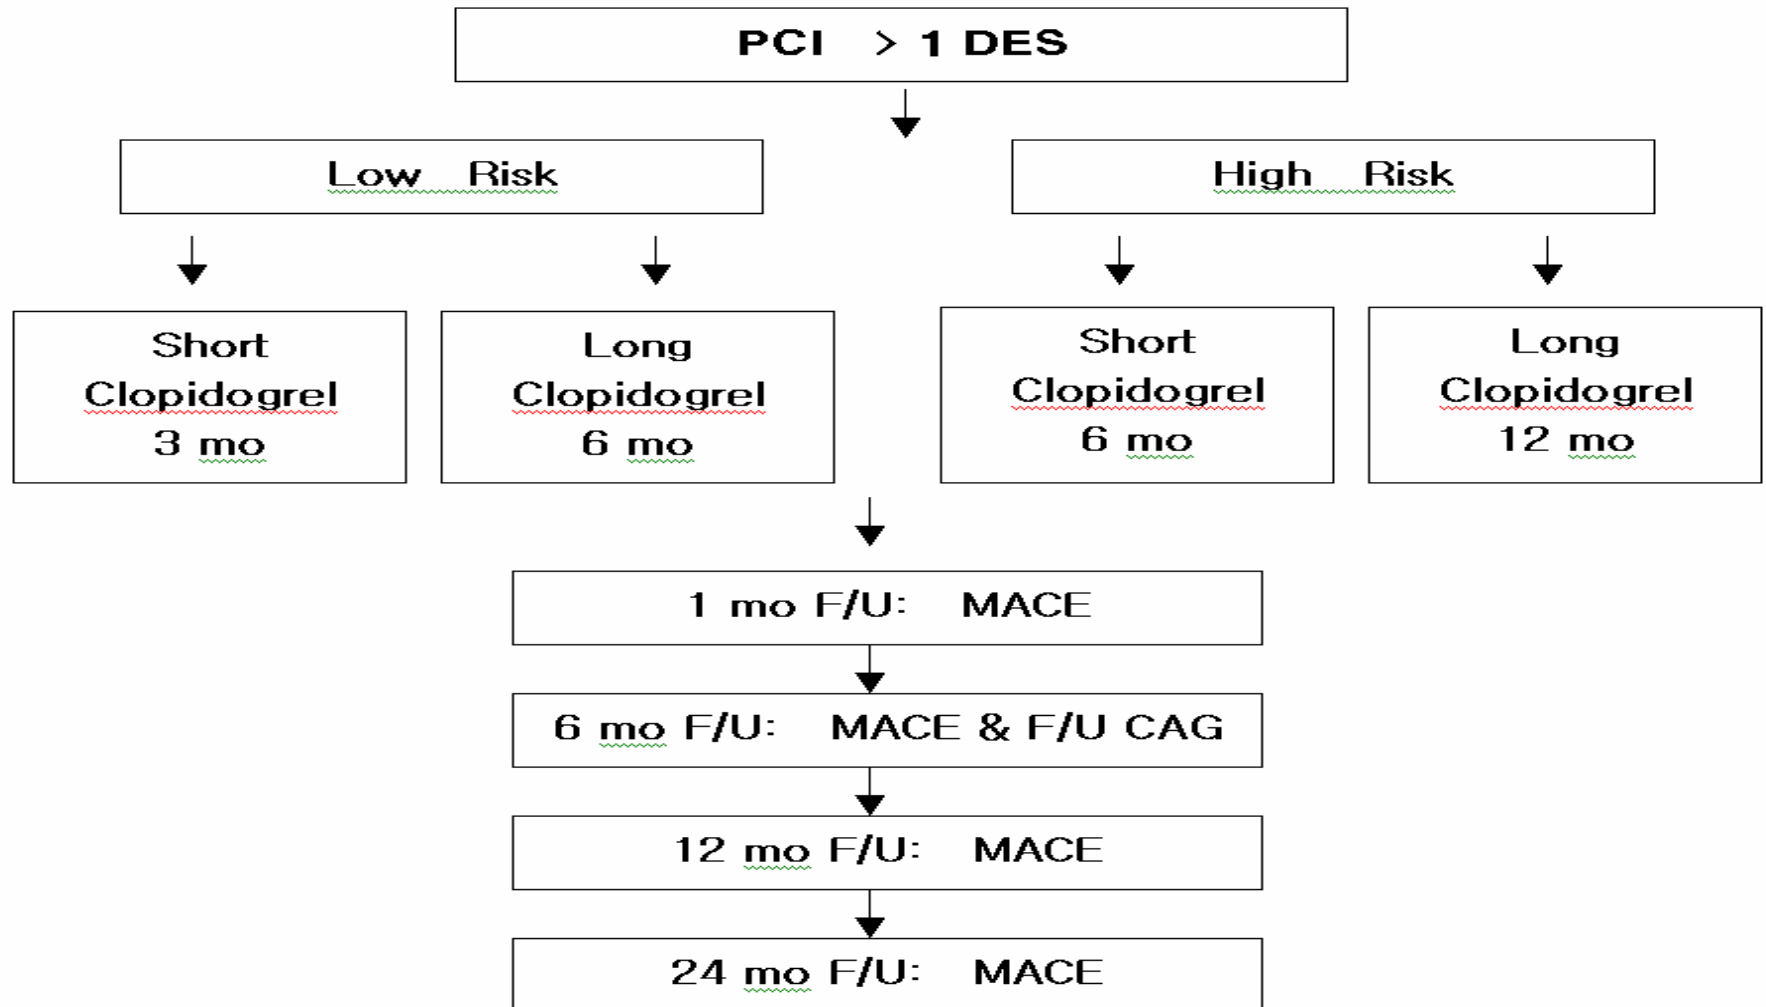 PCI > 1 DES
Low Risk
High Risk
Short
Clopidogrel
3 mo
Long
Clopidogrel
6 mo
Short
Clopidogrel
6 mo
Long
Clopidogrel
12 mo
1 mo F/U: MACE
6 mo F/U: MACE & F/U CAG
12 mo F/U: MACE
24 mo F/U: MACE